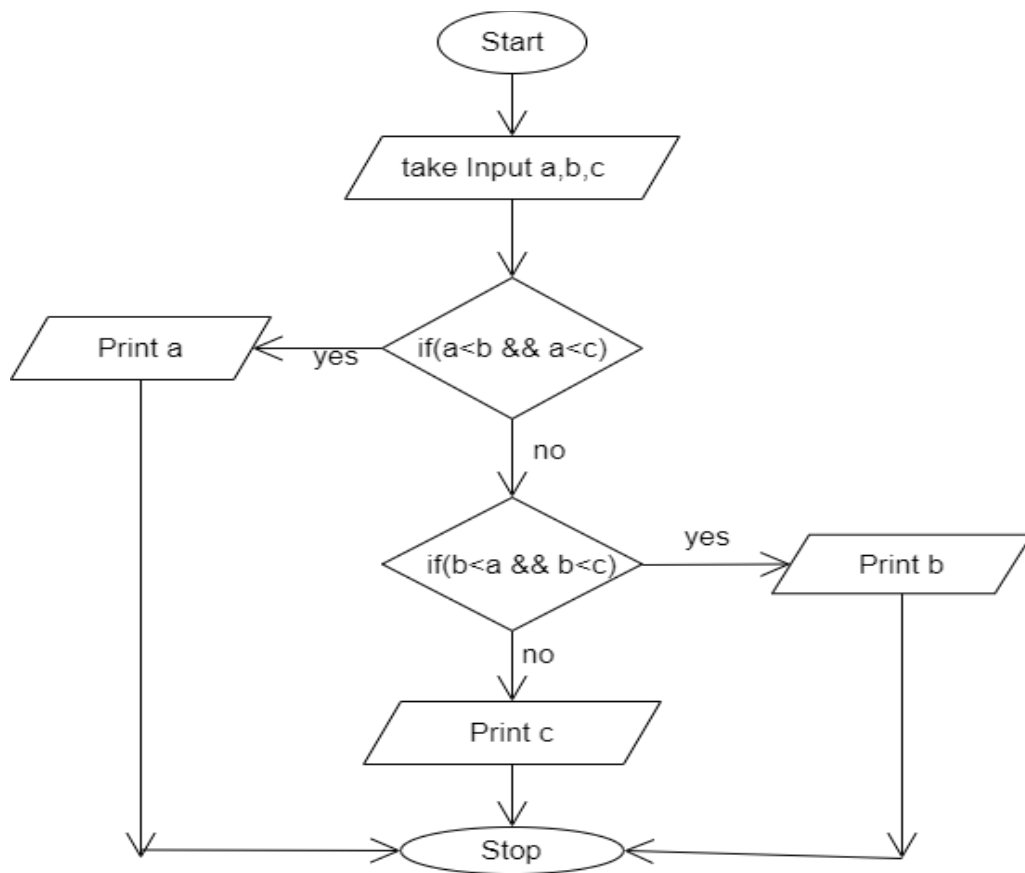 Start
take Input a,b,c
if(a<b && a<c)
yes
Print a
no
if(b<a && b<c)
yes
Print b
no
Print c
Stop